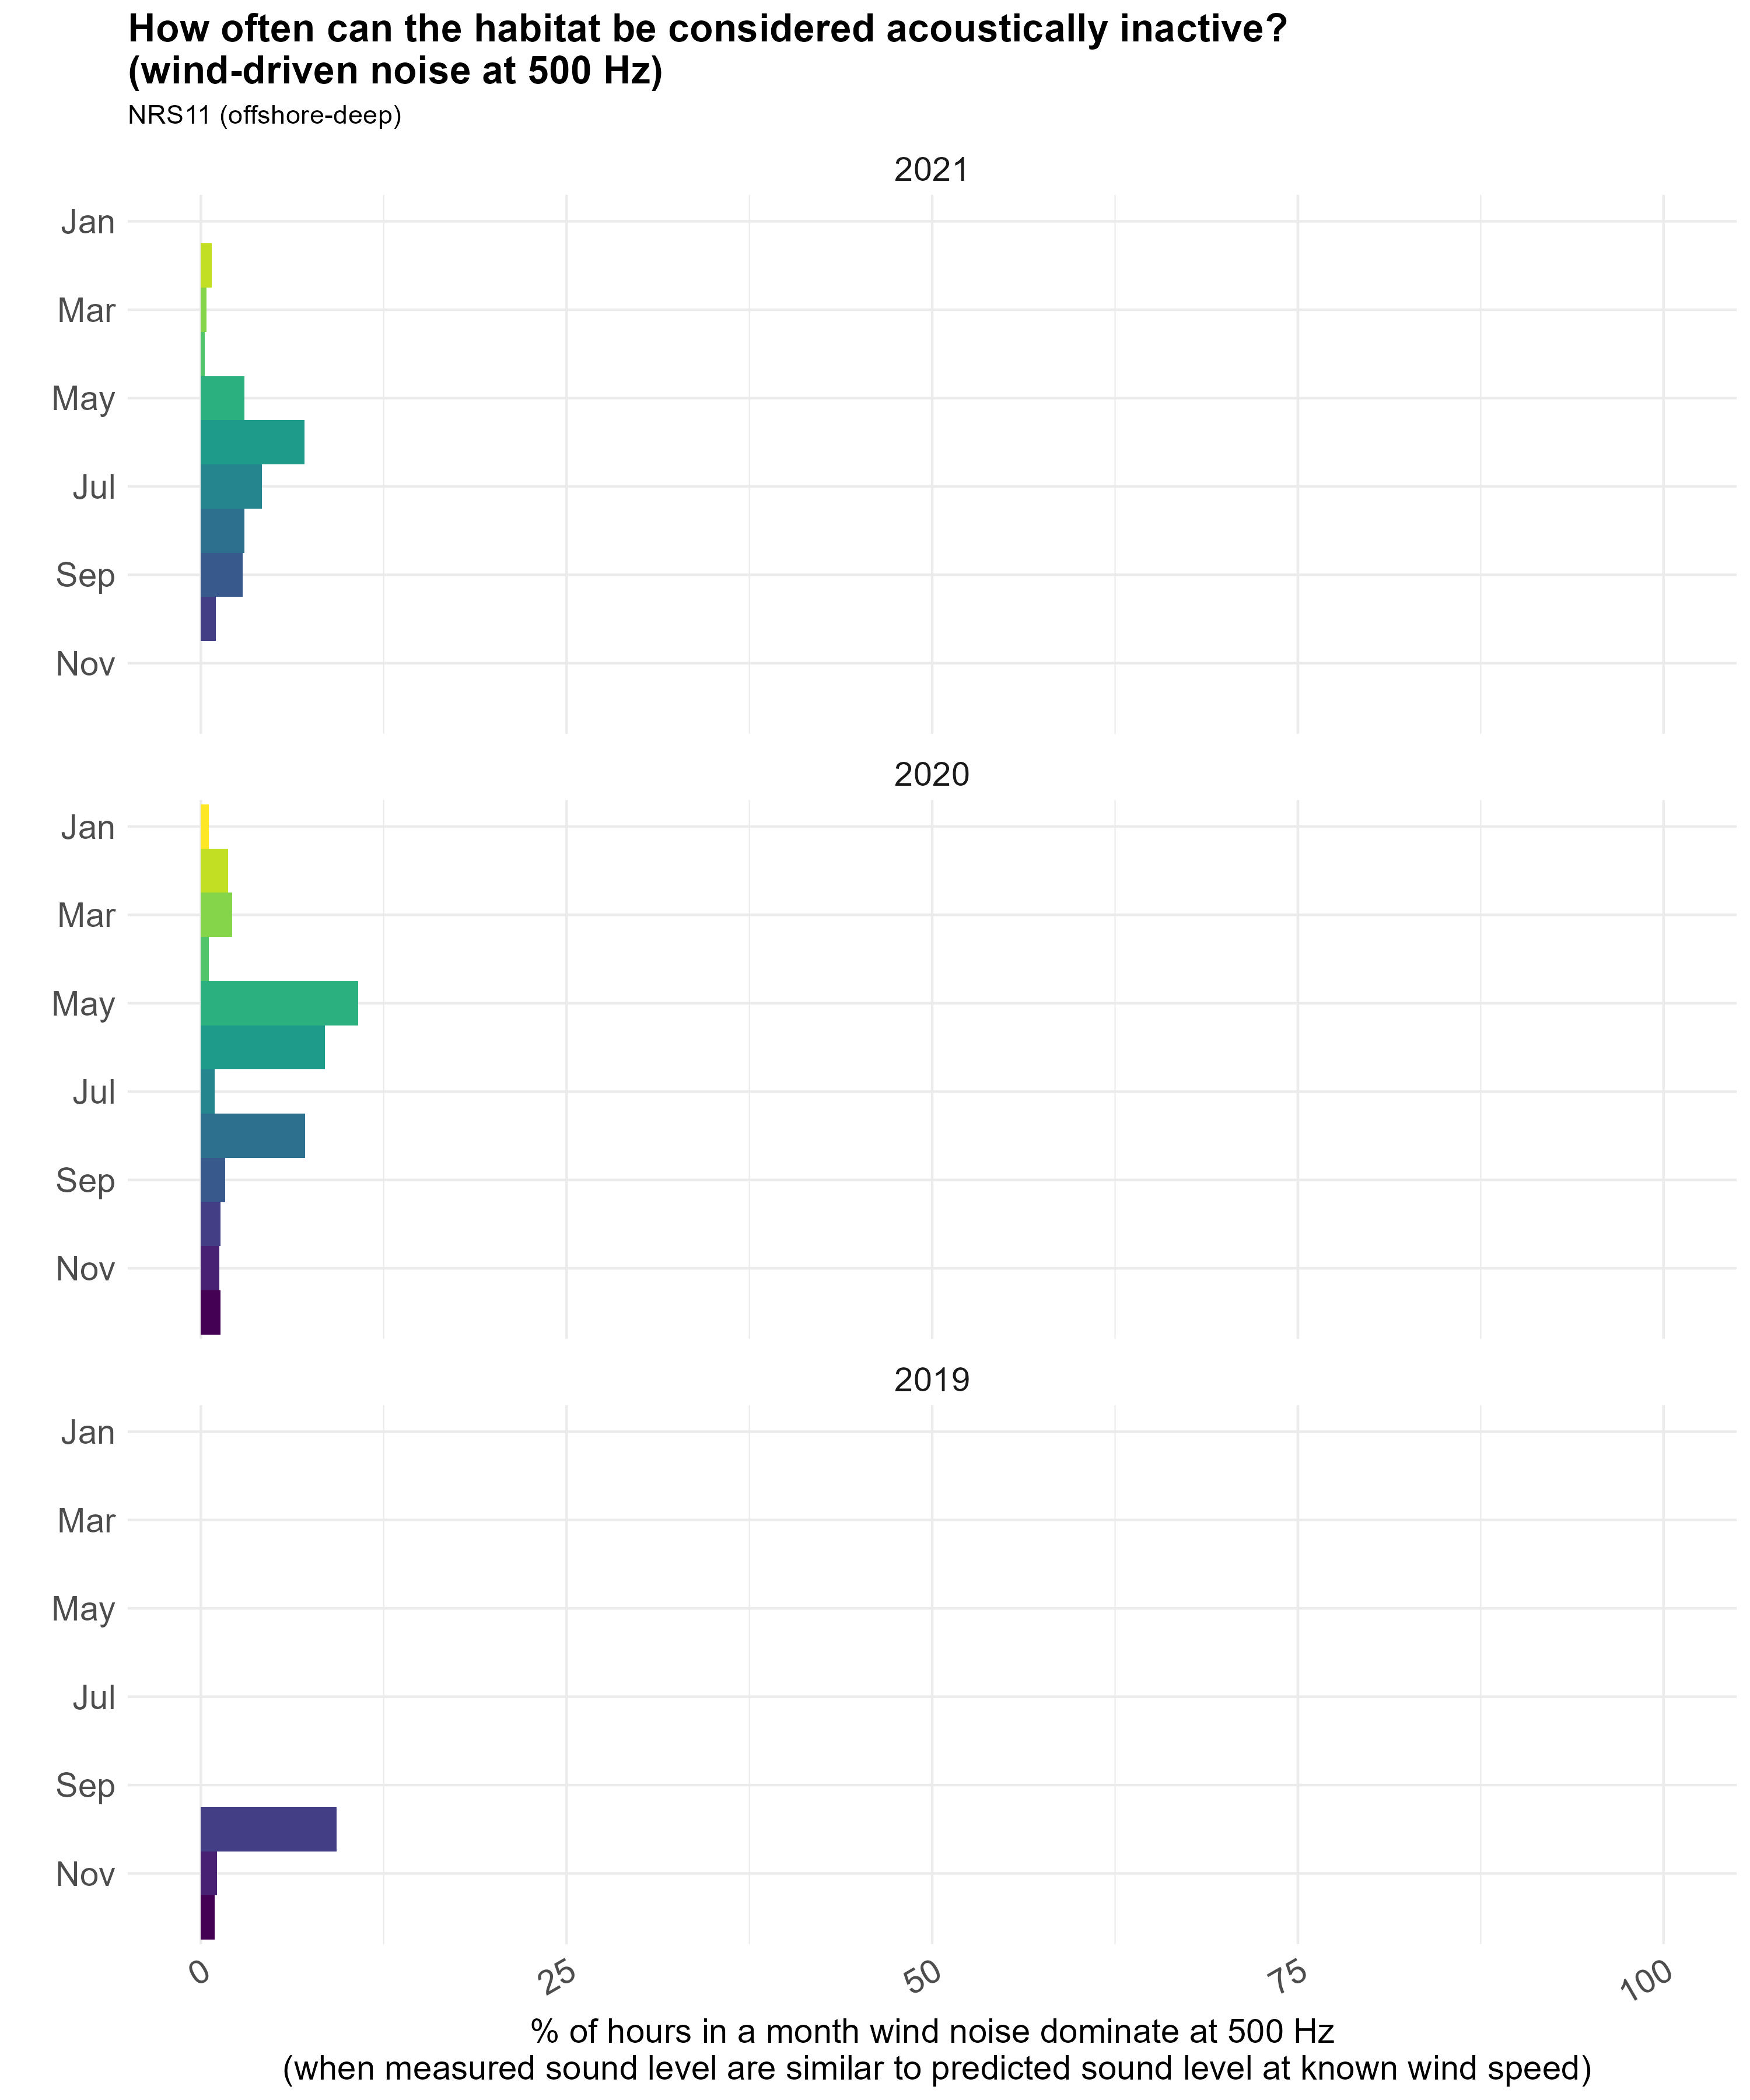 How often can the habitat be considered acoustically inactive?
(wind-driven noise at 500 Hz)
NRS11 (offshore-deep)
2021
Jan
Mar
May
Jul
Sep
Nov
2020
Jan
Mar
May
Jul
Sep
Nov
2019
Jan
Mar
May
Jul
Sep
Nov
0 25 50 75 100
% of hours in a month wind noise dominate at 500 Hz
(when measured sound level are similar to predicted sound level at known wind speed)